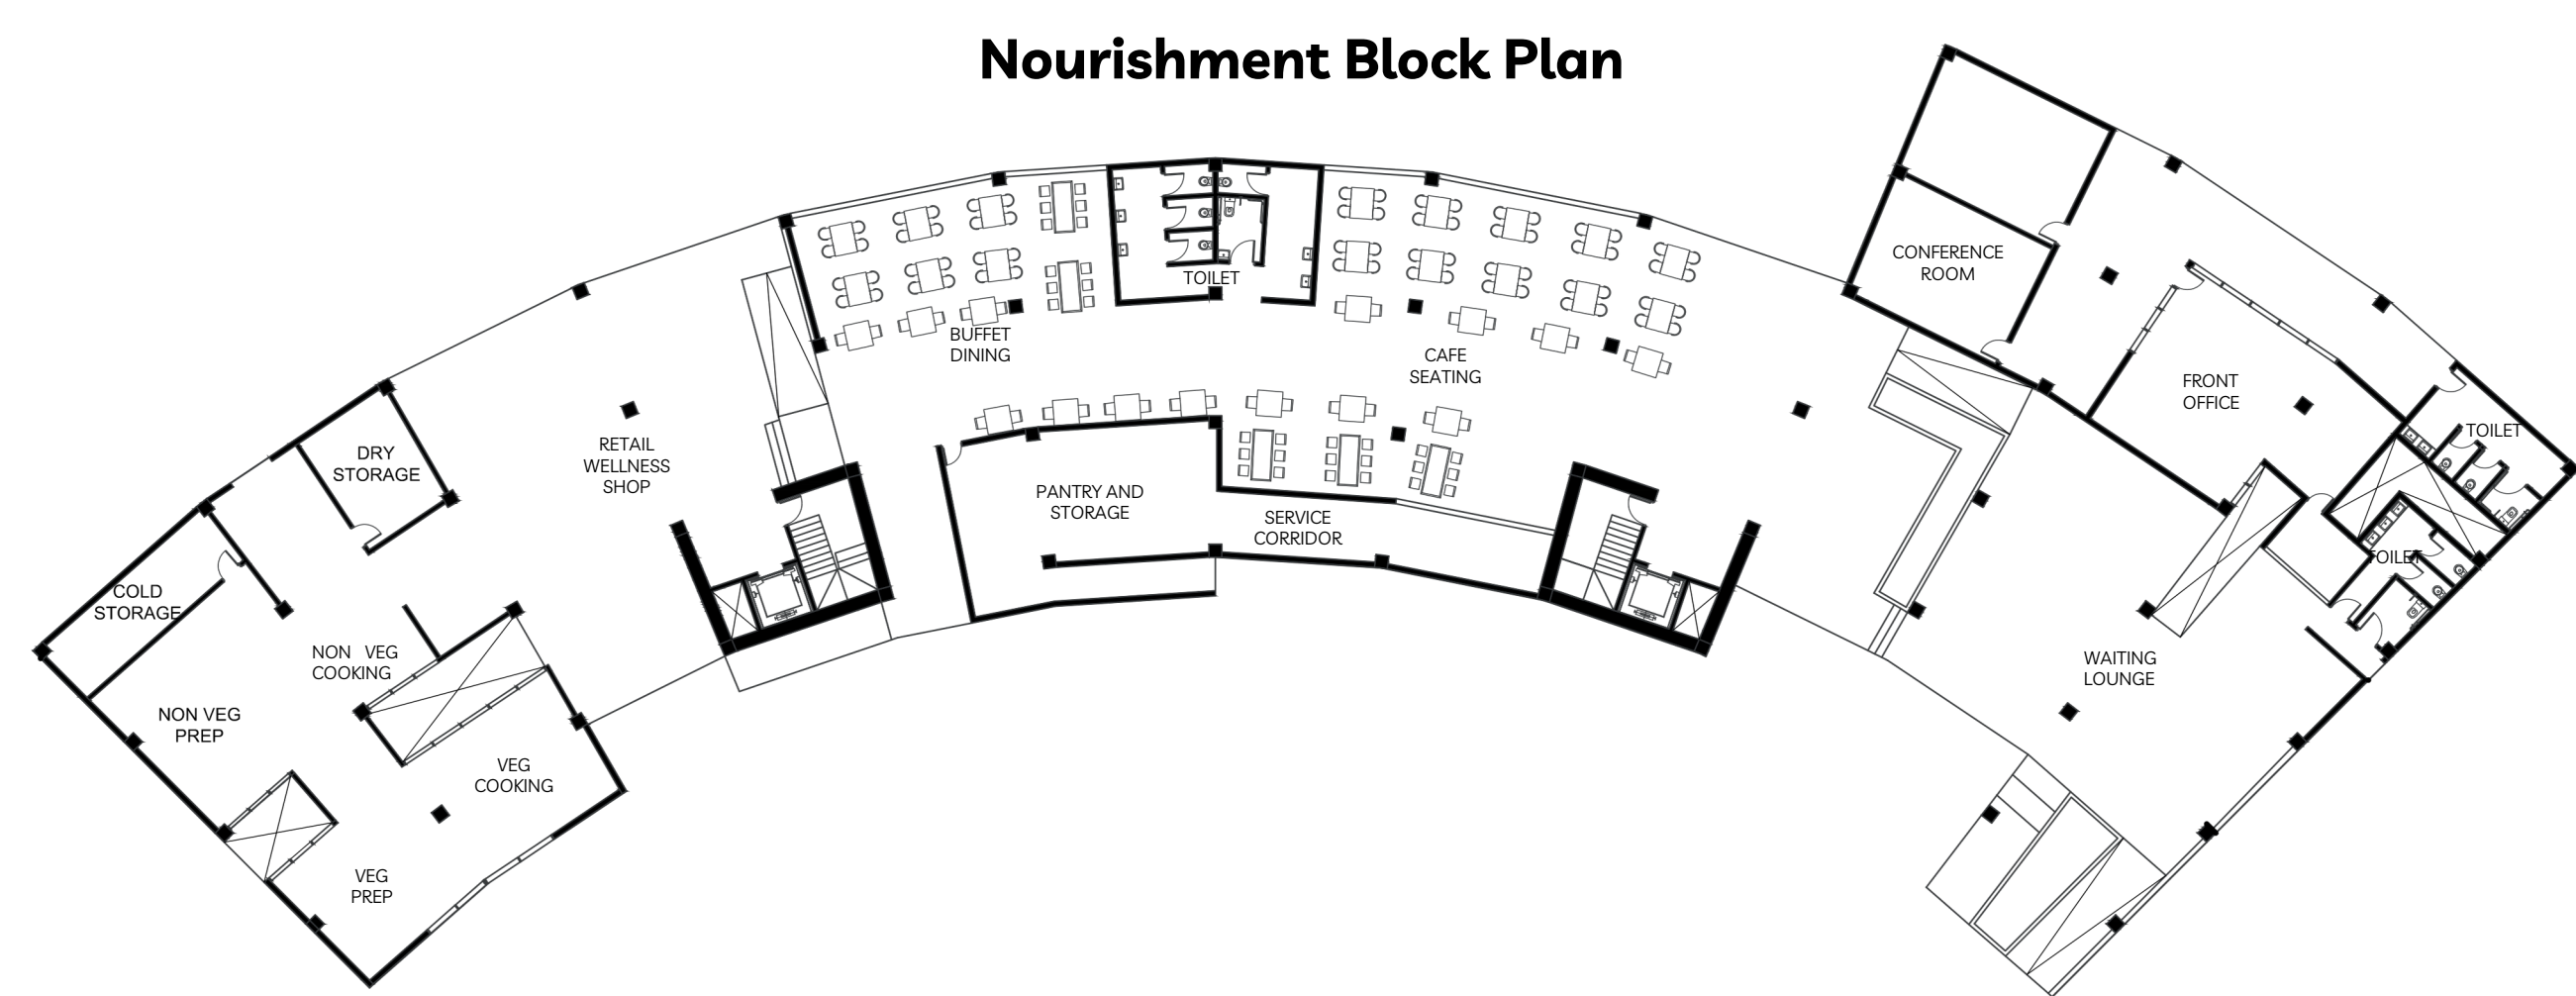 Nourishment Block Plan
CONFERENCE
ROOM
TOILET
BUFFET
DINING
CAFE
SEATING
FRONT
OFFICE
TOILET
DRY
STORAGE
RETAIL
WELLNESS
SHOP
PANTRY AND
STORAGE
SERVICE
CORRIDOR
TOILET
COLD
STORAGE
NON VEG
COOKING
WAITING
LOUNGE
NON VEG
PREP
VEG
COOKING
VEG
PREP